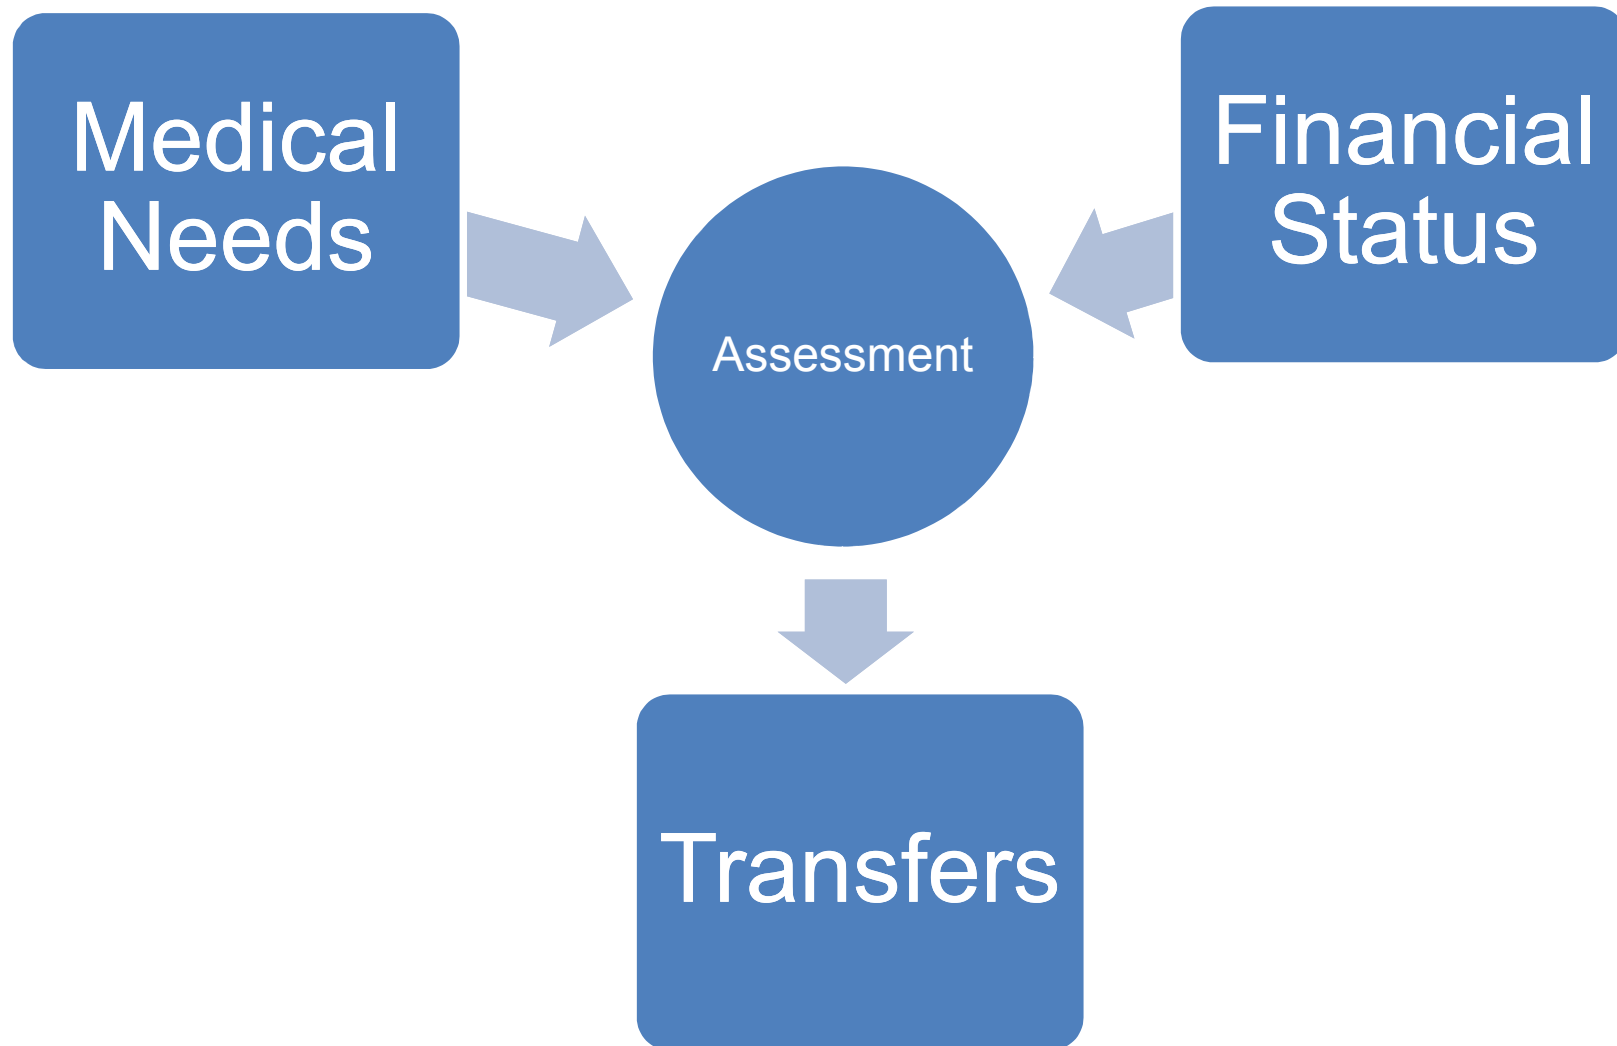 Medical
Needs
Financial
Status
Assessment
Transfers